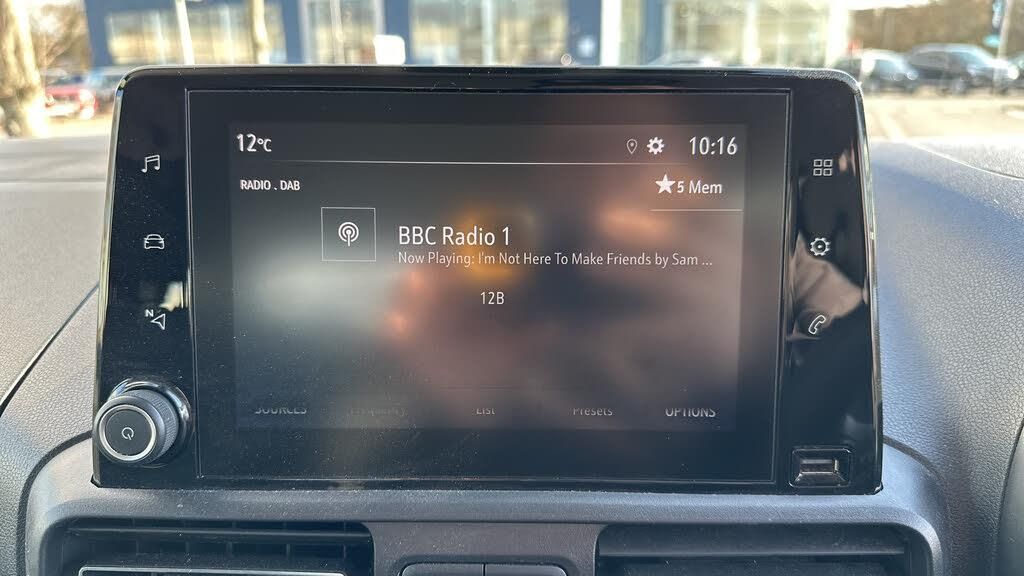 12°C
10:16
RADIO . DAB
5 Mem
BBC Radio 1
Now Playing: I'm Not Here To Make Friends by Sam ...
12B
SOURCES Frequency List Presets OPTIONS
N